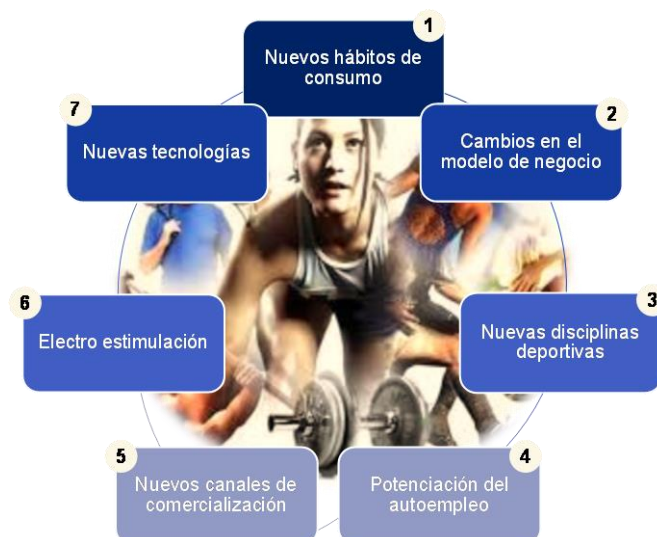 1
Nuevos hábitos de
consumo
2
Cambios en el
modelo de negocio
3
Nuevas disciplinas
deportivas
4
Potenciación del
autoempleo
5
Nuevos canales de
comercialización
6
Electro estimulación
7
Nuevas tecnologías